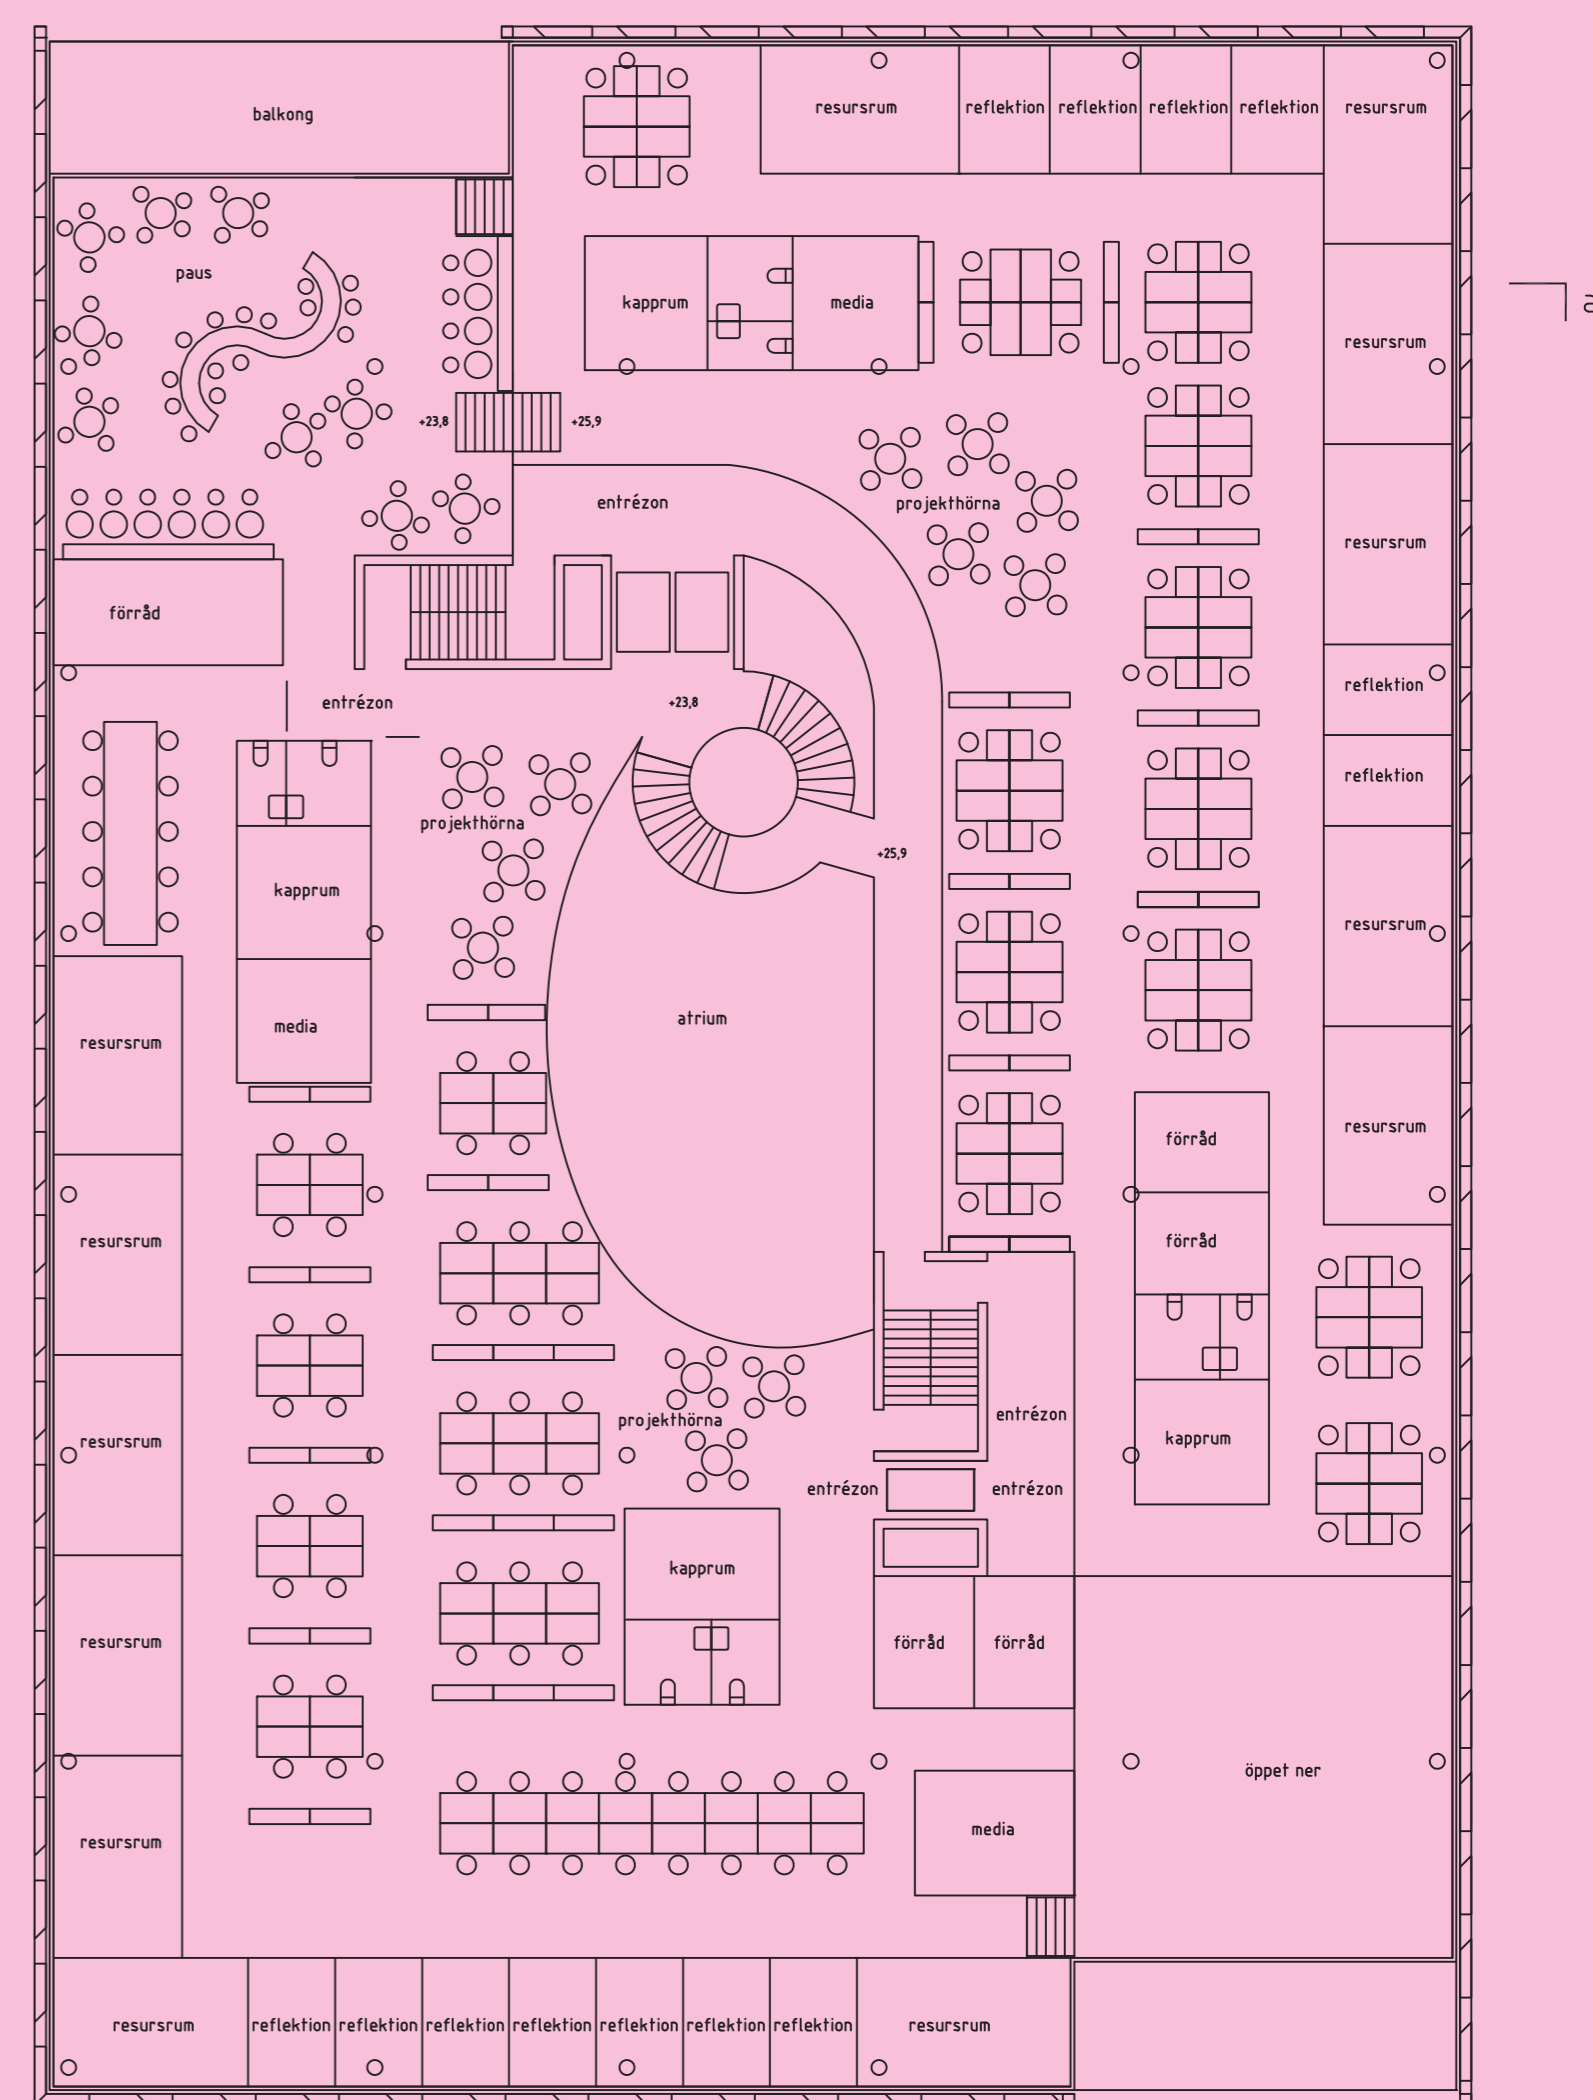 balkong
resursrum
reflektion
reflektion
reflektion
reflektion
resursrum
paus
kapprum
media
resursrum
+23,8
+25,9
entrézon
projekthörna
resursrum
förråd
entrézon
+23,8
reflektion
reflektion
projekthörna
+25,9
kapprum
resursrum
media
atrium
resursrum
resursrum
förråd
resursrum
förråd
resursrum
projekthörna
entrézon
kapprum
entrézon
entrézon
kapprum
resursrum
förråd
förråd
öppet ner
resursrum
media
resursrum
reflektion
reflektion
reflektion
reflektion
reflektion
reflektion
reflektion
resursrum